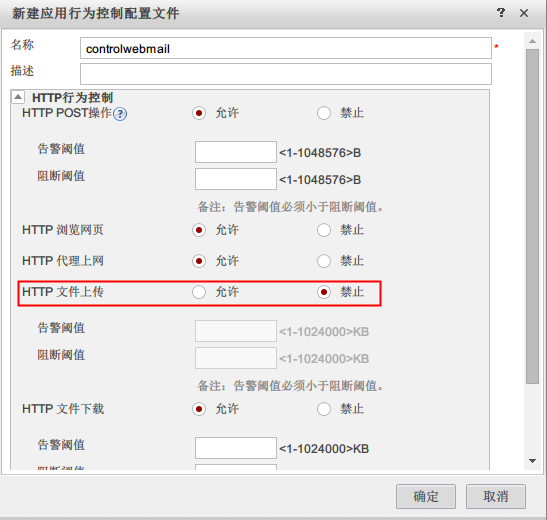 新建应用行为控制配置文件 ? ×
名称 controlwebmail *
描述
HTTP行为控制
HTTP POST操作 ? 允许 禁止
告警阈值 <1-1048576>B
阻断阈值 <1-1048576>B
备注：告警阈值必须小于阻断阈值。
HTTP 浏览网页 允许 禁止
HTTP 代理上网 允许 禁止
HTTP 文件上传 允许 禁止
告警阈值 <1-1024000>KB
阻断阈值 <1-1024000>KB
备注：告警阈值必须小于阻断阈值。
HTTP 文件下载 允许 禁止
告警阈值 <1-1024000>KB
阻断阈值
确定 取消